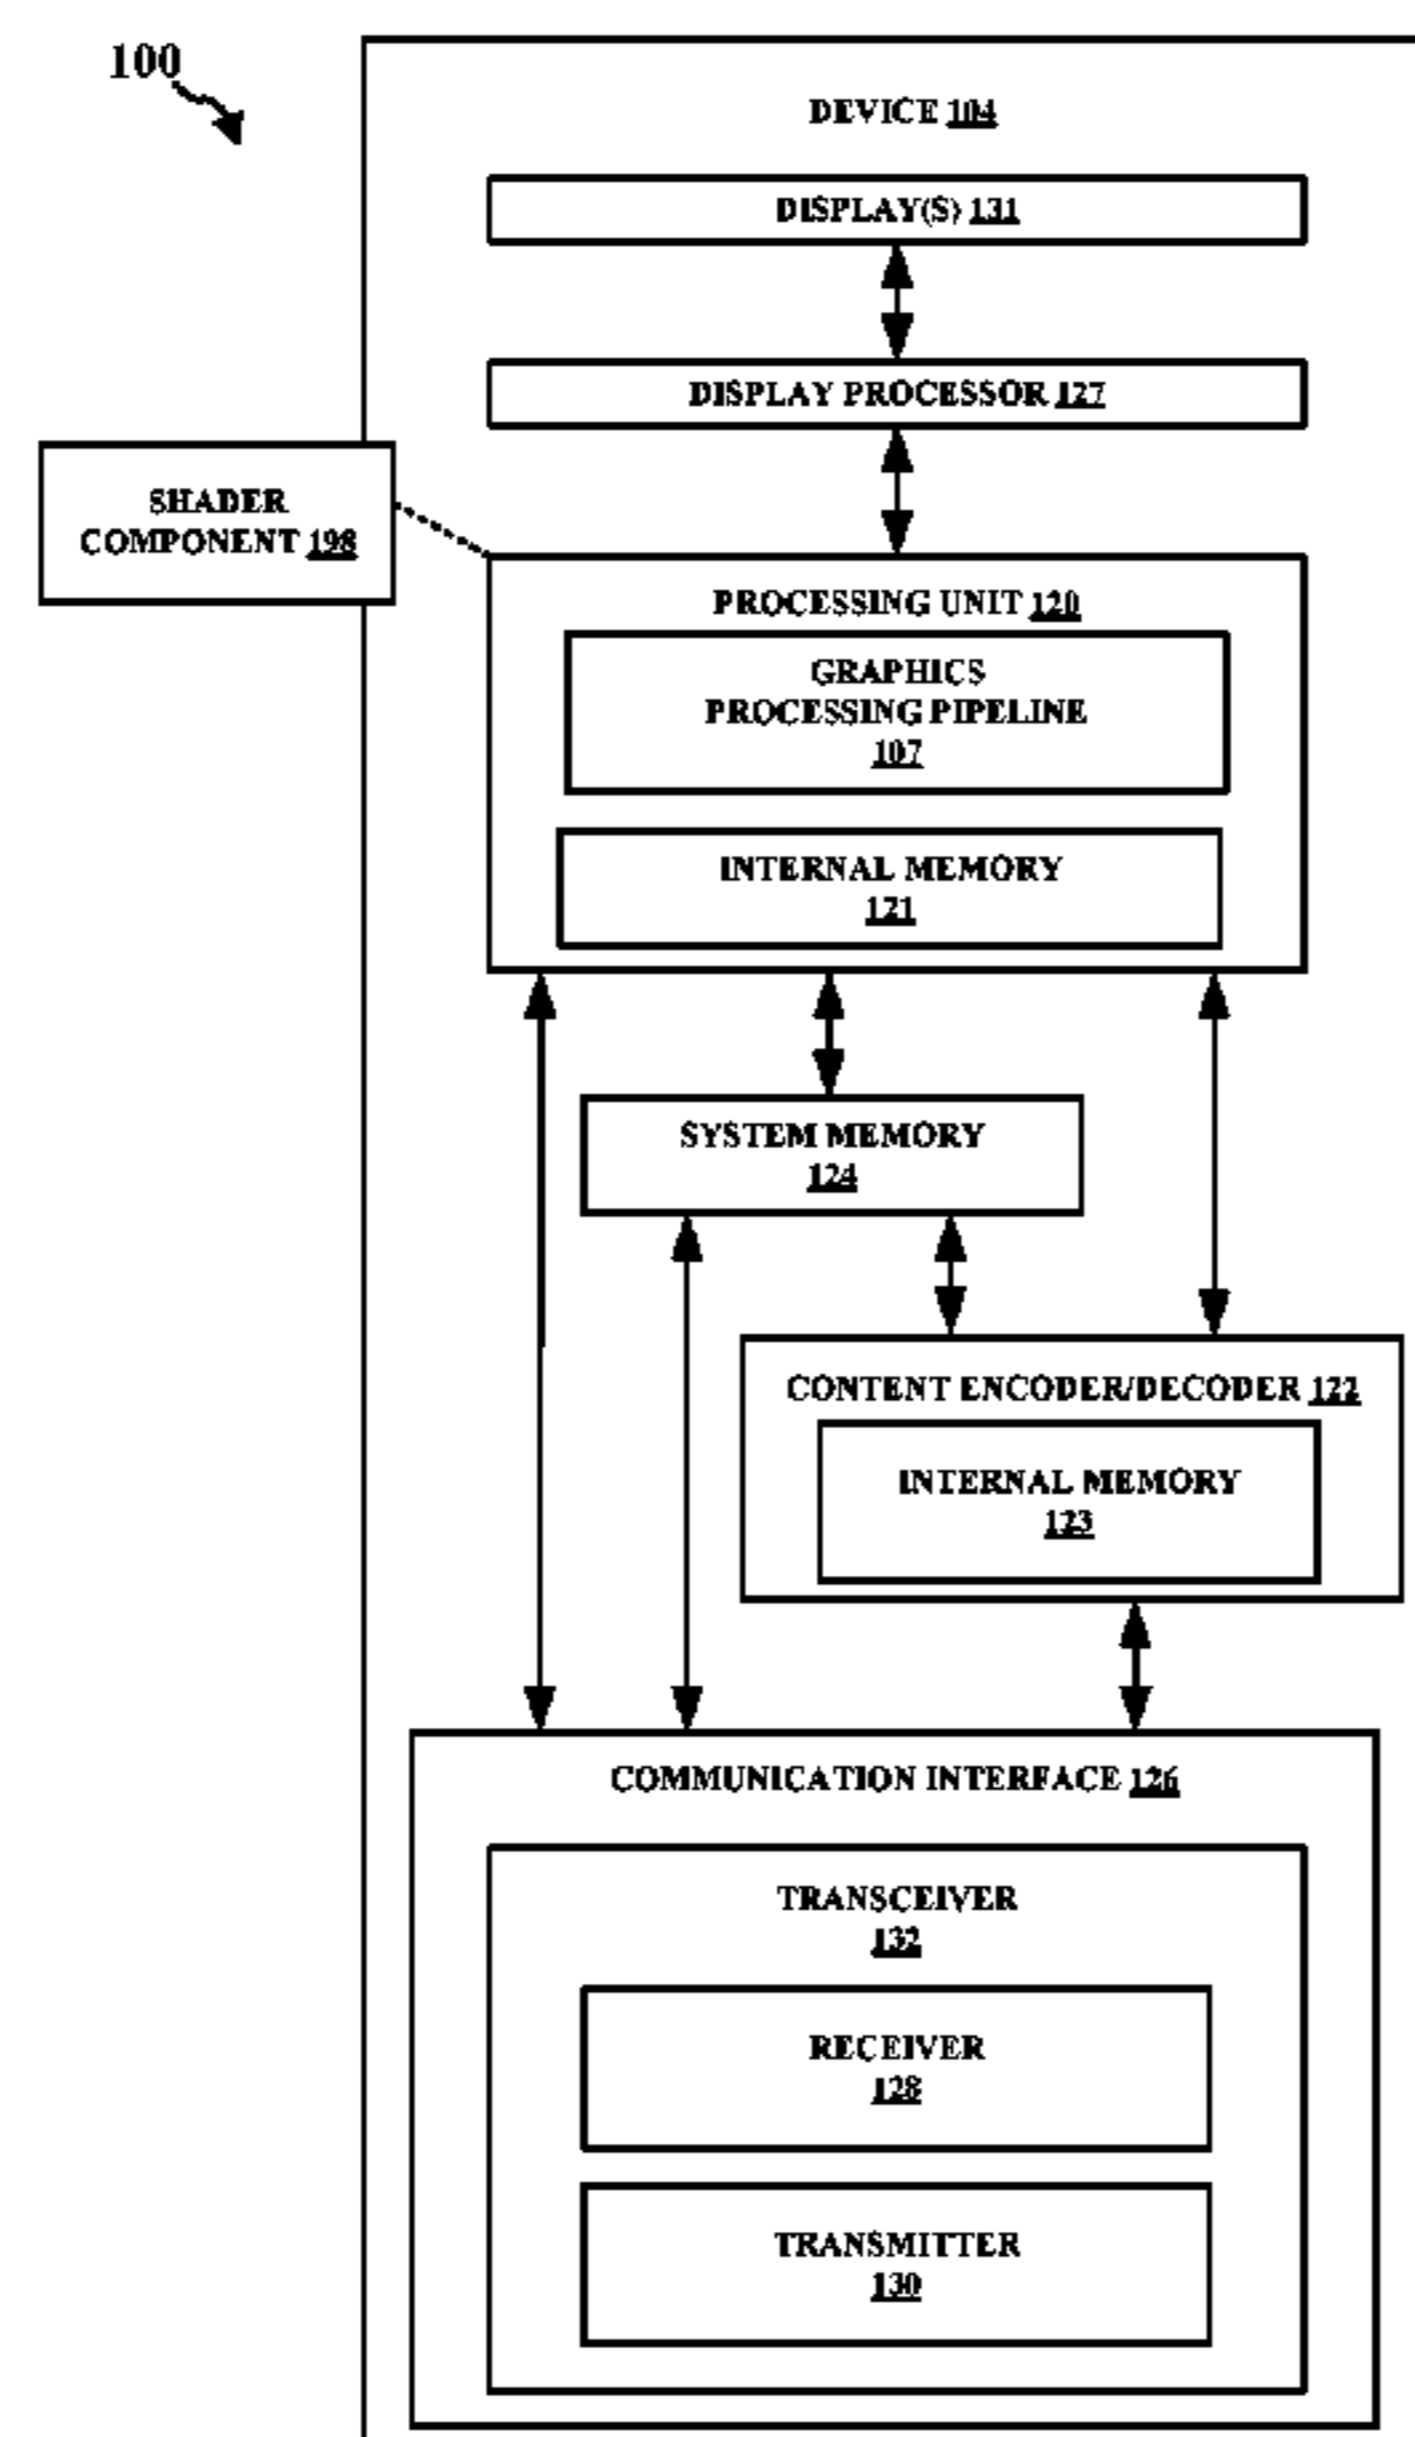 100
DEVICE 104
DISPLAY(S) 131
DISPLAY PROCESSOR 127
SHADER
COMPONENT 198
PROCESSING UNIT 120
GRAPHICS
PROCESSING PIPELINE
107
INTERNAL MEMORY
121
SYSTEM MEMORY
124
CONTENT ENCODER/DECODER 122
INTERNAL MEMORY
123
COMMUNICATION INTERFACE 126
TRANSCEIVER
132
RECEIVER
128
TRANSMITTER
130